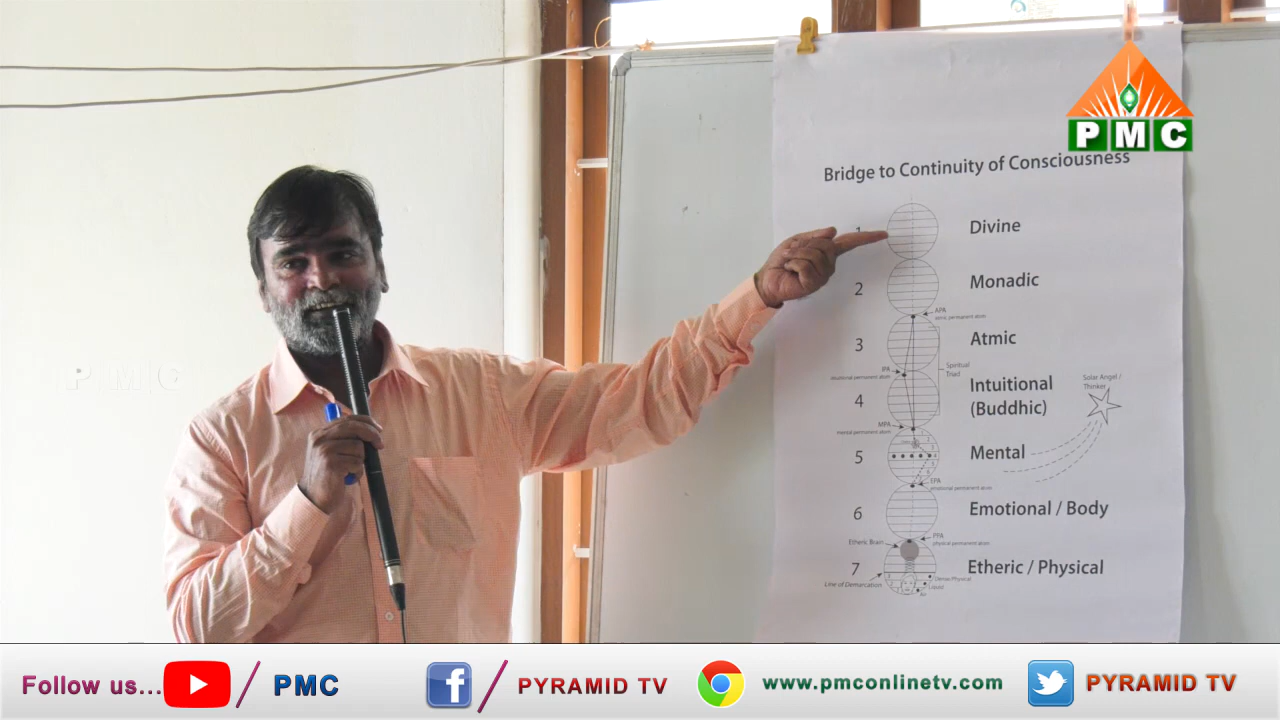 PMC
Bridge to Continuity of Consciousness
1
Divine
2
Monadic
APA
atmic permanent atom
3
Atmic
IPA
intuitional permanent atom
Spiritual
Triad
4
Intuitional
(Buddhic)
Solar Angel /
Thinker
MPA
mental permanent atom
5
Mental
EPA
emotional permanent atom
6
Emotional / Body
Etheric Brain
PPA
physical permanent atom
7
Etheric / Physical
Line of Demarcation
Dense Physical
Liquid
Air
PMC
Follow us...
PMC
PYRAMID TV
www.pmconlinetv.com
PYRAMID TV